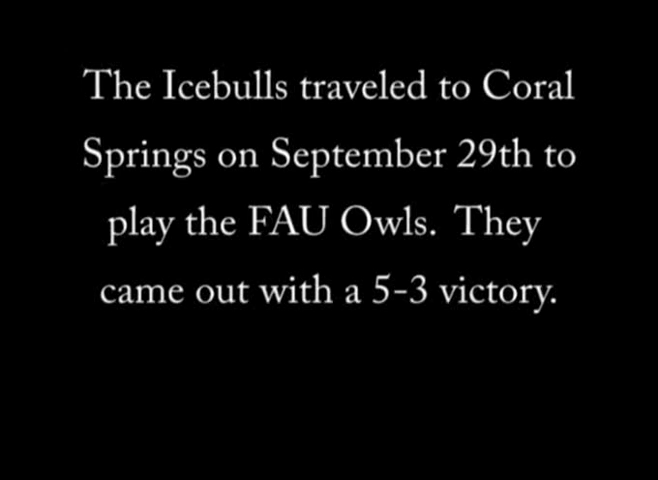 The Icebulls traveled to Coral
Springs on September 29th to
play the FAU Owls.  They
came out with a 5-3 victory.